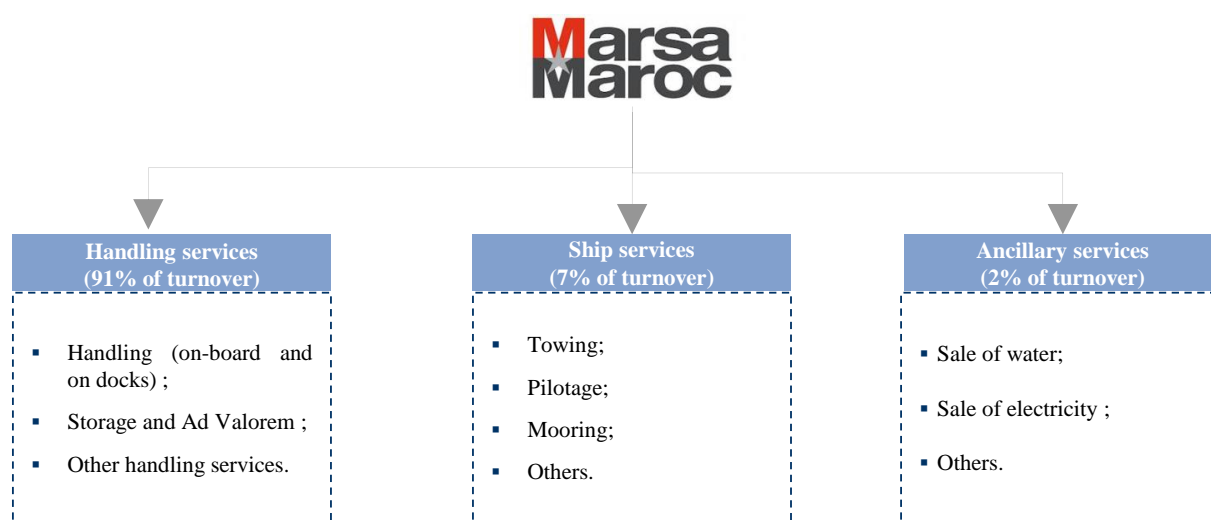 Marsa
Maroc
Handling services
(91% of turnover)
▪ Handling (on-board and
on docks) ;
▪ Storage and Ad Valorem ;
▪ Other handling services.
Ship services
(7% of turnover)
▪ Towing;
▪ Pilotage;
▪ Mooring;
▪ Others.
Ancillary services
(2% of turnover)
▪ Sale of water;
▪ Sale of electricity ;
▪ Others.